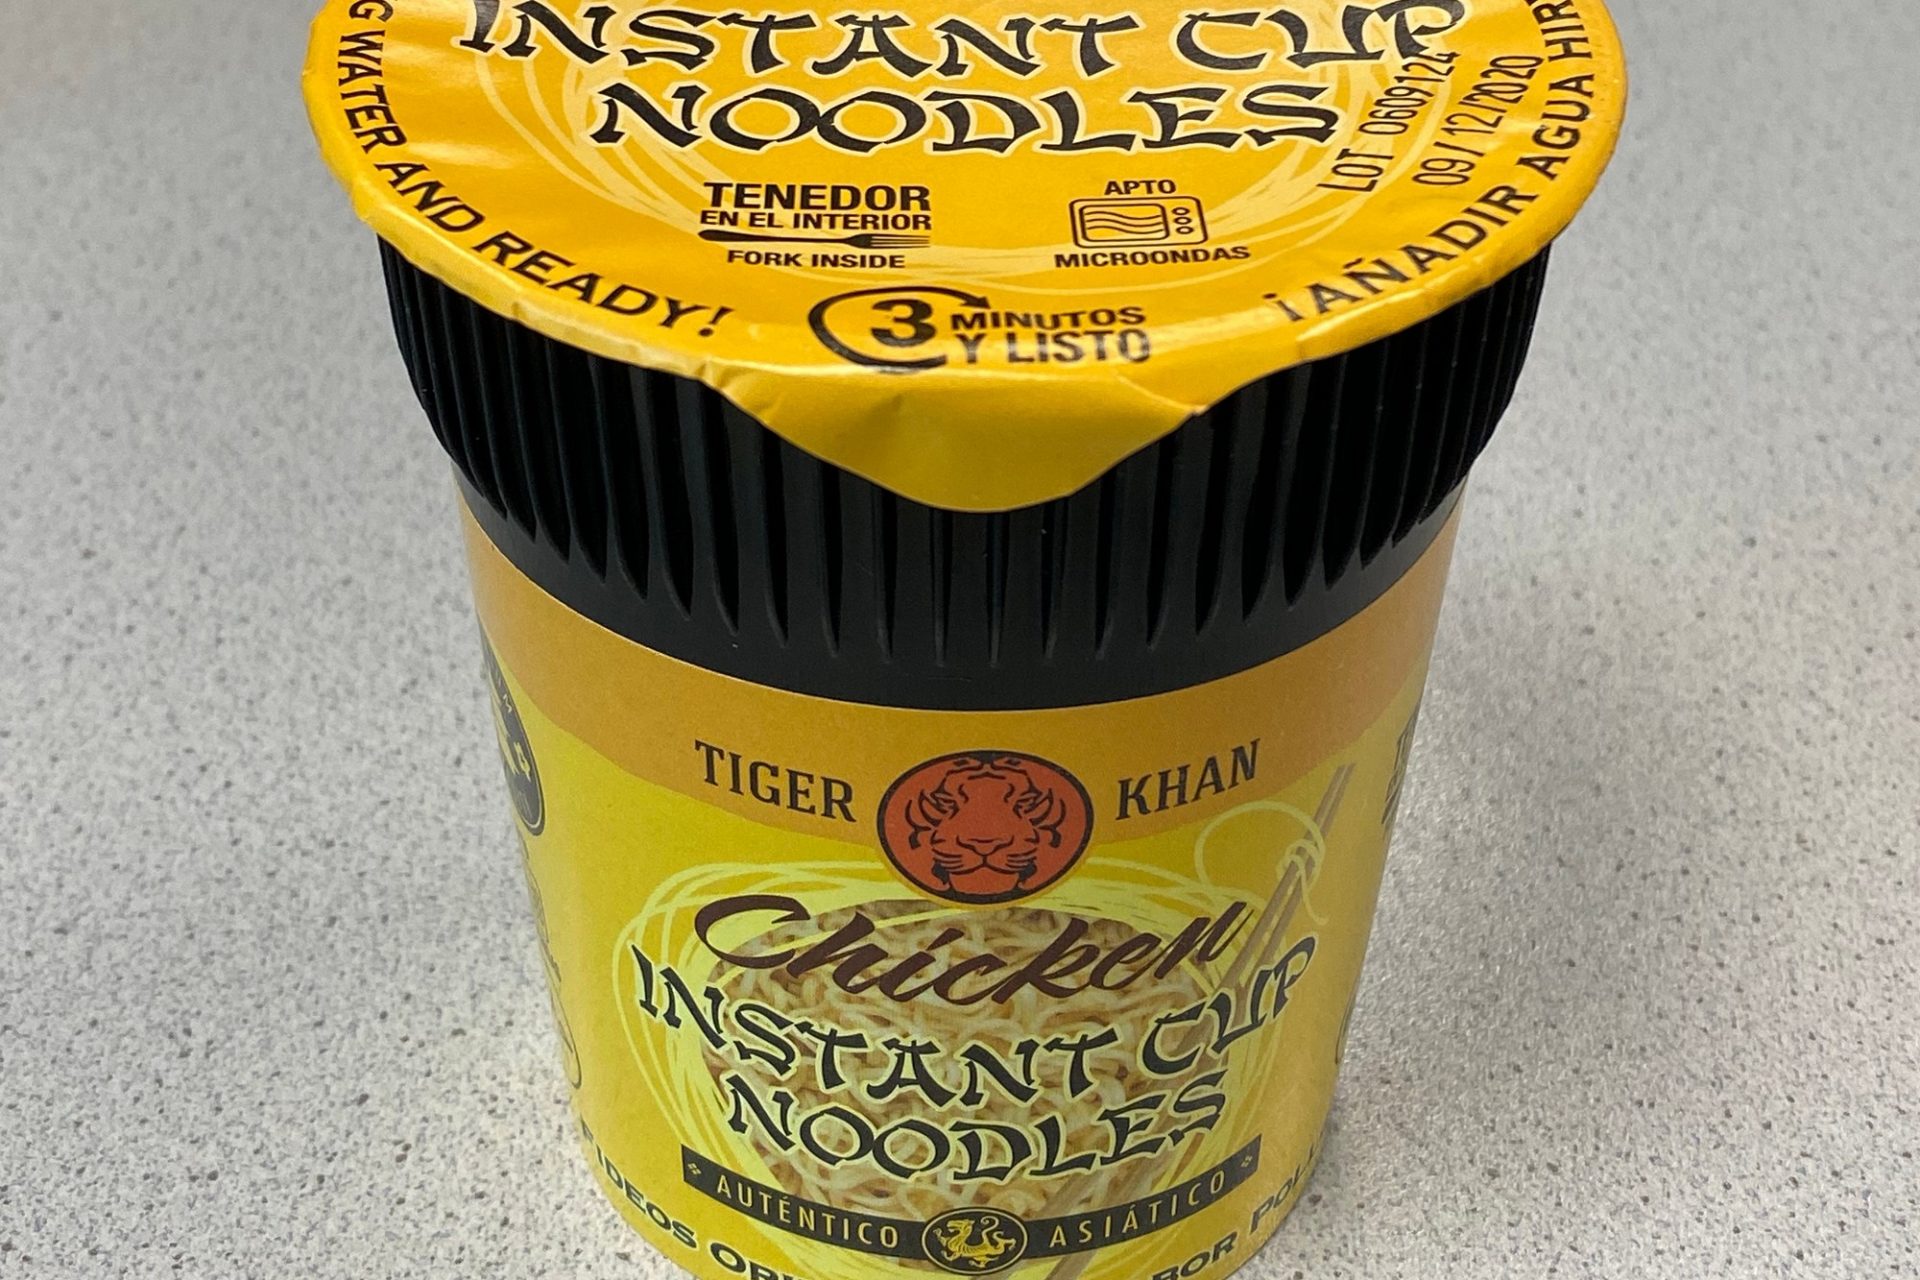 INSTANT CUP
NOODLES
LOT 0609124
09/12/2020
WATER AND READY!
¡AÑADIR AGUA
TENEDOR
EN EL INTERIOR
FORK INSIDE
APTO
MICROONDAS
3 MINUTOS
Y LISTO
TIGER KHAN
Chicken
INSTANT CUP
NOODLES
AUTÉNTICO ASIÁTICO